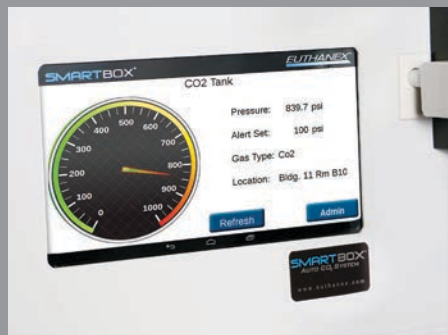 SMARTBOX
EUTHANEX
CO2 Tank
0
100
200
300
400
500
600
700
800
900
1000
Pressure: 839.7 psi
Alert Set: 100 psi
Gas Type: Co2
Location: Bldg. 11 Rm B10
Refresh
Admin
SMARTBOX
AUTO CO2 SYSTEM
www.euthanex.com